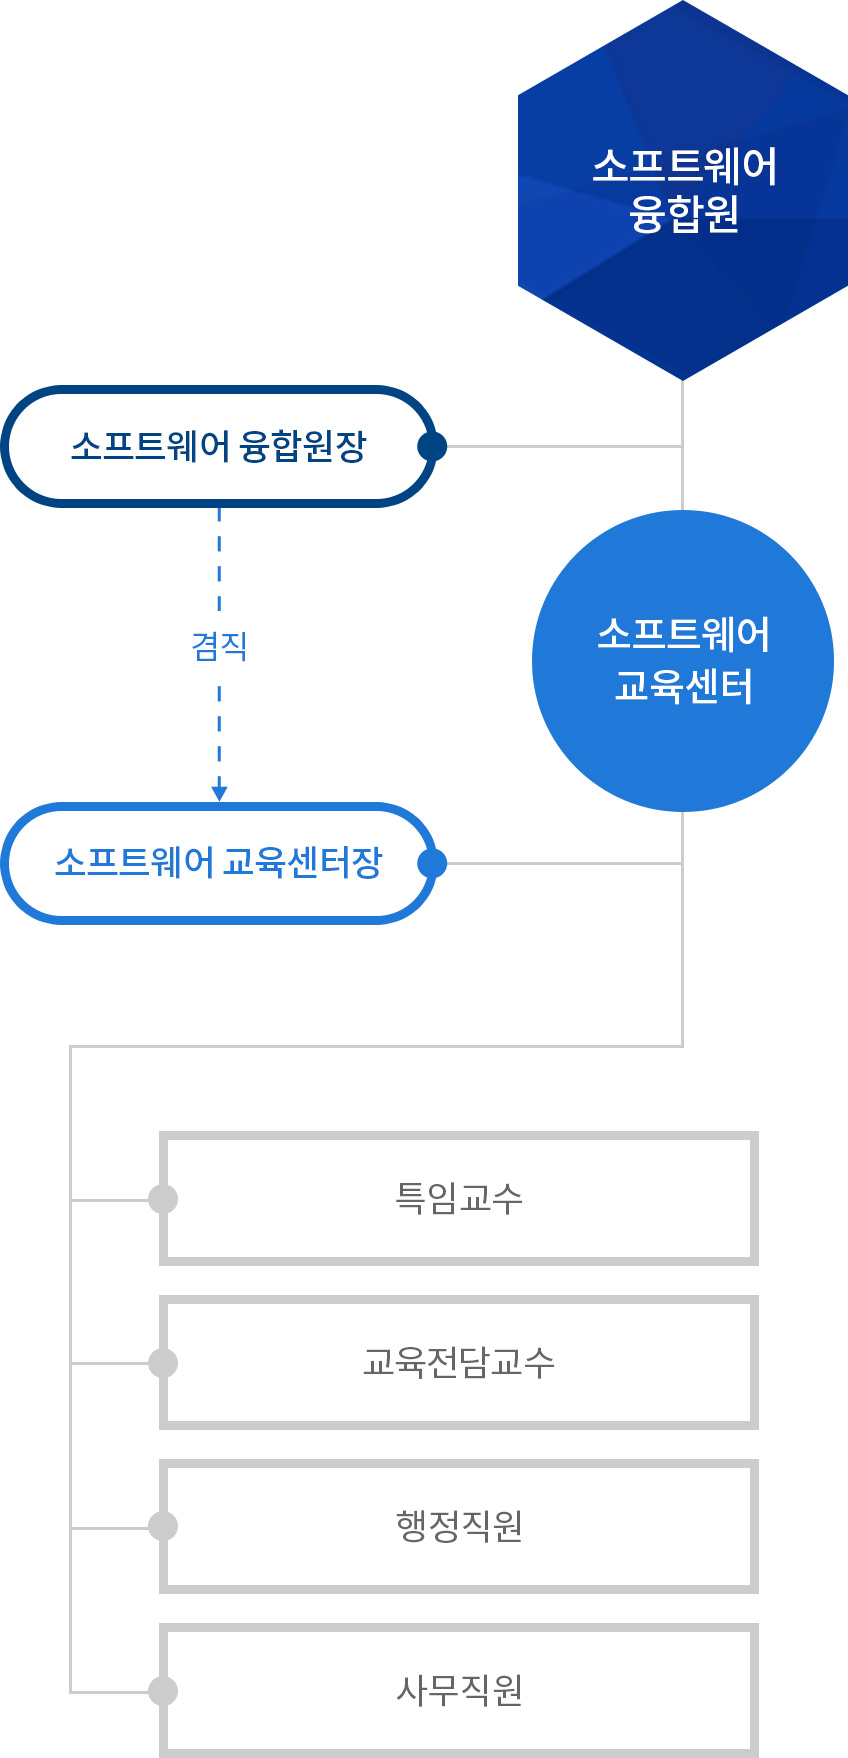 소프트웨어
융합원
소프트웨어 융합원장
소프트웨어
교육센터
겸직
소프트웨어 교육센터장
특임교수
교육전담교수
행정직원
사무직원